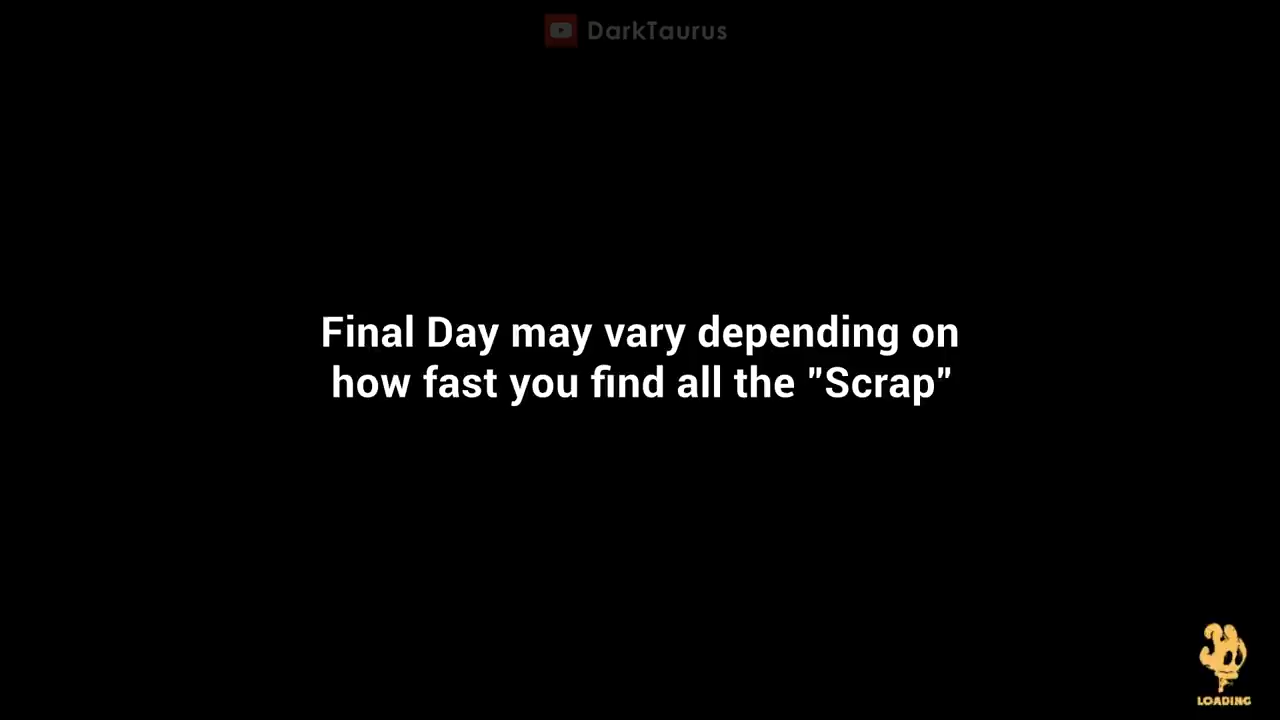 DarkTaurus
Final Day may vary depending on
how fast you find all the "Scrap"
LOADING